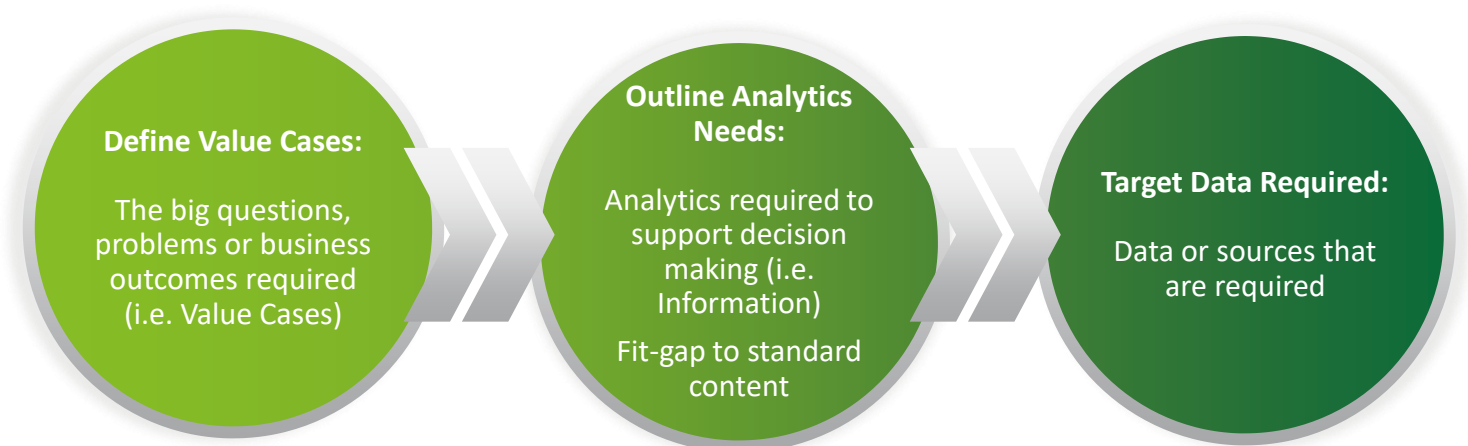 Define Value Cases:
The big questions,
problems or business
outcomes required
(i.e. Value Cases)
Outline Analytics
Needs:
Analytics required to
support decision
making (i.e.
Information)
Fit-gap to standard
content
Target Data Required:
Data or sources that
are required